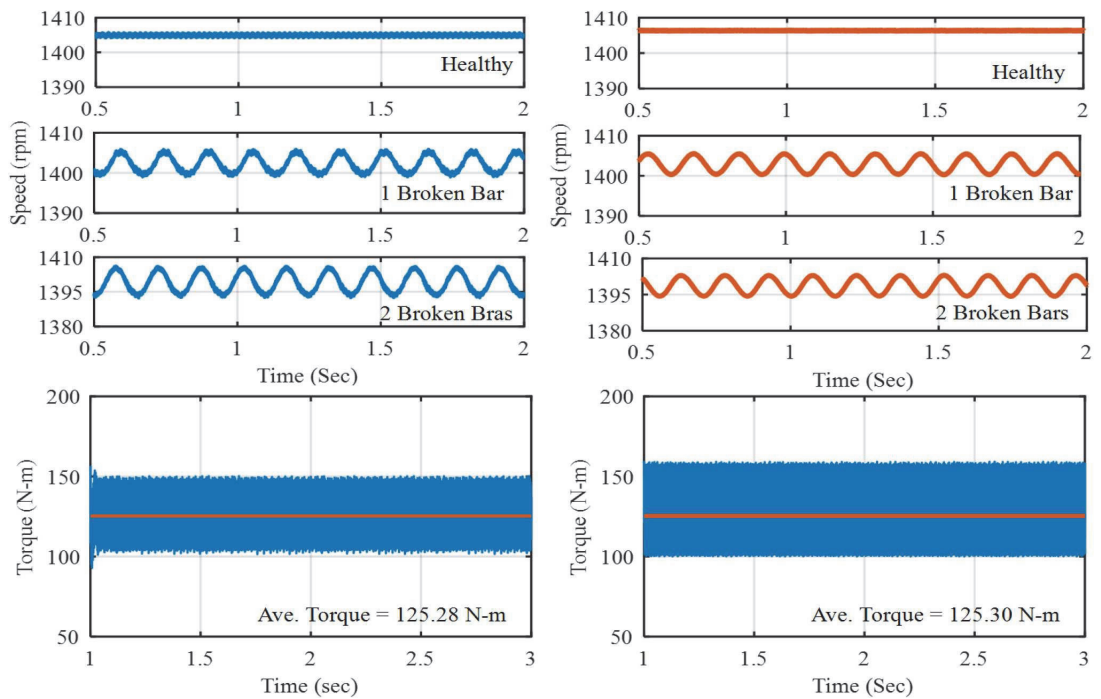 1410
1400
1390
Healthy
0.5 1 1.5 2
1410
1400
1390
1 Broken Bar
0.5 1 1.5 2
Speed (rpm)
1410
1395
1380
2 Broken Bras
0.5 1 1.5 2
Time (Sec)
1410
1400
1390
Healthy
0.5 1 1.5 2
1410
1400
1390
1 Broken Bar
0.5 1 1.5 2
Speed (rpm)
1410
1395
1380
2 Broken Bars
0.5 1 1.5 2
Time (Sec)
200
150
100
50
Torque (N-m)
Ave. Torque = 125.28 N-m
1 1.5 2 2.5 3
Time (sec)
200
150
100
50
Torque (N-m)
Ave. Torque = 125.30 N-m
1 1.5 2 2.5 3
Time (Sec)